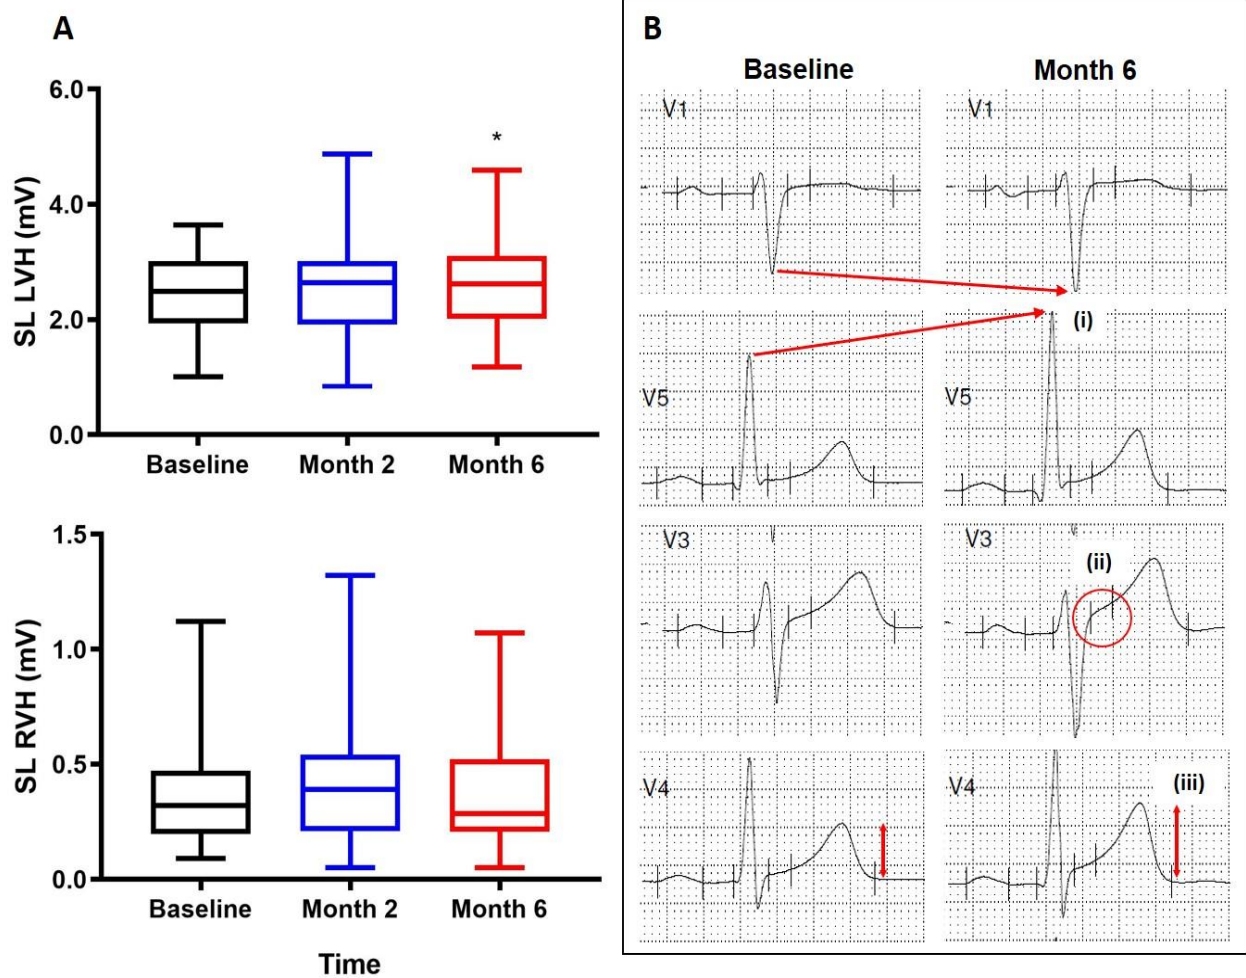 A
SL LVH (mV)
6.0
4.0
2.0
0.0
*
Baseline Month 2 Month 6
SL RVH (mV)
1.5
1.0
0.5
0.0
Baseline Month 2 Month 6
Time
B
Baseline Month 6
V1 V1
(i)
V5 V5
V3 V3
(ii)
V4 V4
(iii)